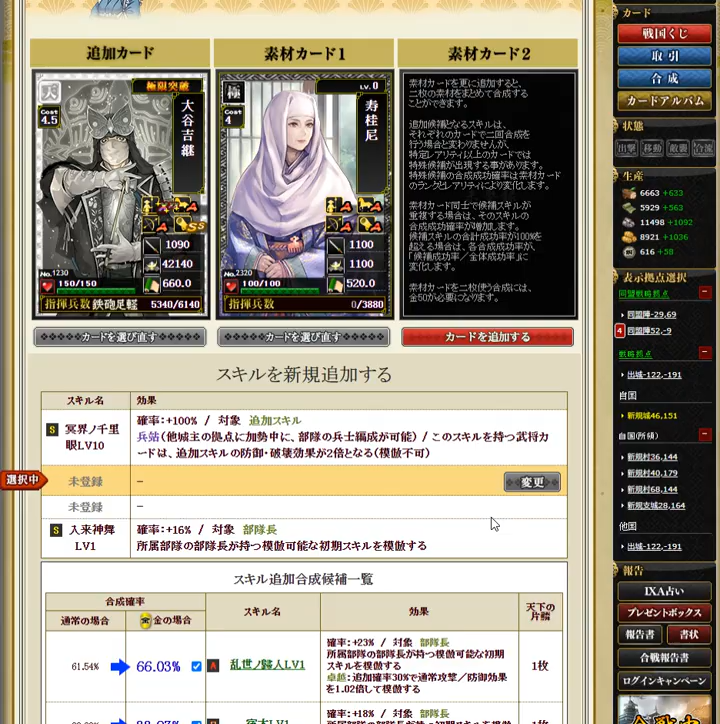 追加カード
素材カード1
素材カード2
天
極限突破
Cost
4.5
大谷吉継
1090
42140
150/150
660.0
No.1230
指揮兵数 鉄砲足軽 5340/6140
極
LV.0
Cost
4
寿桂尼
1100
1100
100/100
520.0
No.2320
指揮兵数
0/3880
素材カードを更に追加すると、
二枚の素材をまとめて合成する
ことができます。
追加候補となるスキルは、
それぞれのカードで二回合成を
行う場合と変わりませんが、
特定レアリティ以上のカードでは
特殊候補が出現する事があります。
特殊候補の合成成功確率は素材カード
のランクとレアリティにより変化します。
素材カード同士で候補スキルが
重複する場合は、そのスキルの
合成成功確率が増加します。
候補スキルの合計成功確率が100%を
超える場合は、各合成成功率が、
「候補成功率／全体成功率」に
変化します。
素材カードを二枚使う合成には、
金50が必要になります。
カードを選び直す
カードを選び直す
カードを追加する
スキルを新規追加する
スキル名
効果
S 冥界ノ千里眼LV10
確率:+100% / 対象 追加スキル
兵站(他城主の拠点に加勢中に、部隊の兵士編成が可能) / このスキルを持つ武将カ
ードは、追加スキルの防御・破壊効果が2倍となる(模倣不可)
選択中
未登録
－
変更
未登録
－
S 入来神舞
LV1
確率:+16% / 対象 部隊長
所属部隊の部隊長が持つ模倣可能な初期スキルを模倣する
スキル追加合成候補一覧
合成確率
スキル名
効果
天下の
片鱗
通常の場合
金の場合
61.54%
66.03%
A
乱世ノ歸人LV1
確率:+23% / 対象 部隊長
所属部隊の部隊長が持つ模倣可能な初期
スキルを模倣する
卓越:追加確率30%で通常攻撃／防御効果
を1.02倍して模倣する
1枚
確率:+18% / 対象 部隊長
カード
戦国くじ
取引
合成
カードアルバム
状態
出撃
移動
敵襲
合流
生産
6663 +633
5929 +563
11498 +1092
8921 +1036
616 +58
表示拠点選択
同盟戦略拠点
同盟陣-29,69
4
同盟陣52,-9
戦略拠点
出城-122,-191
自国
新規城46,151
自国(所領)
新規村36,144
新規村40,179
新規村68,144
新規支城28,164
他国
出城-122,-191
報告
IXA占い
プレゼントボックス
報告書
書状
合戦報告書
ログインキャンペーン